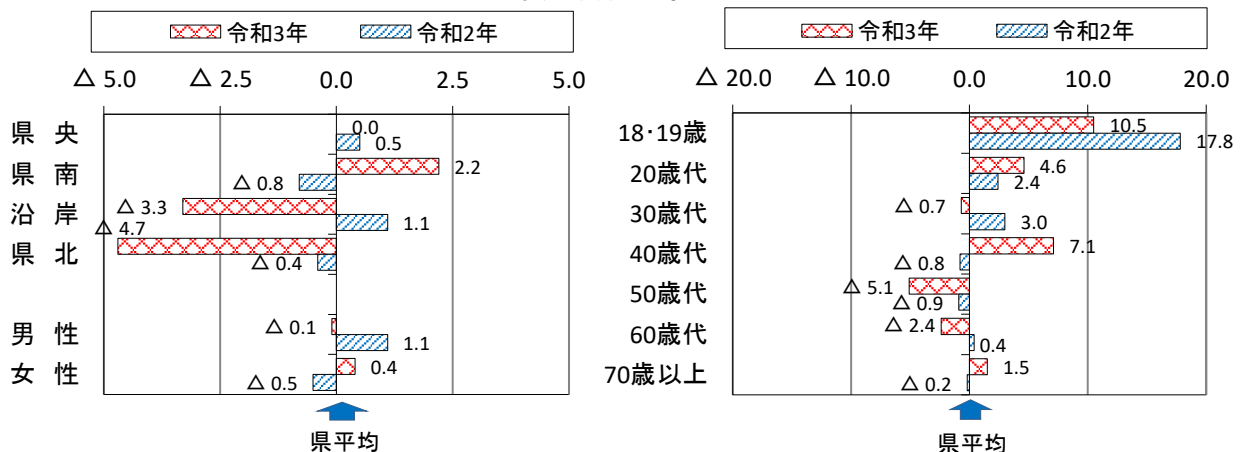 令和3年 令和2年
△ 5.0 △ 2.5 0.0 2.5 5.0
県 央 0.0
0.5
県 南 2.2
△ 0.8
沿 岸 △ 3.3
1.1
県 北 △ 4.7
△ 0.4
男 性 △ 0.1
1.1
女 性 0.4
△ 0.5
県平均
令和3年 令和2年
△ 20.0 △ 10.0 0.0 10.0 20.0
18・19歳 10.5
17.8
20歳代 4.6
2.4
30歳代 △ 0.7
3.0
40歳代 7.1
△ 0.8
50歳代 △ 5.1
△ 0.9
60歳代 △ 2.4
0.4
70歳以上 1.5
△ 0.2
県平均